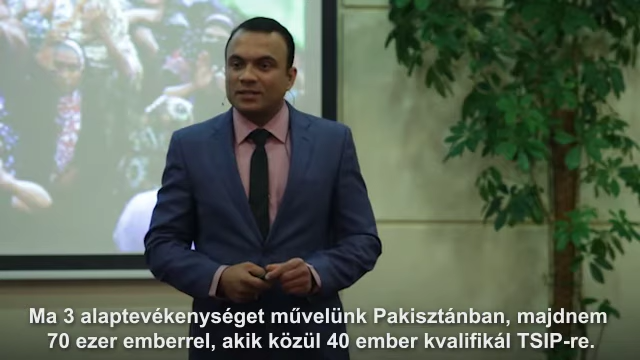 Ma 3 alaptevékenységet művelünk Pakisztánban, majdnem
70 ezer emberrel, akik közül 40 ember kvalifikál TSIP-re.